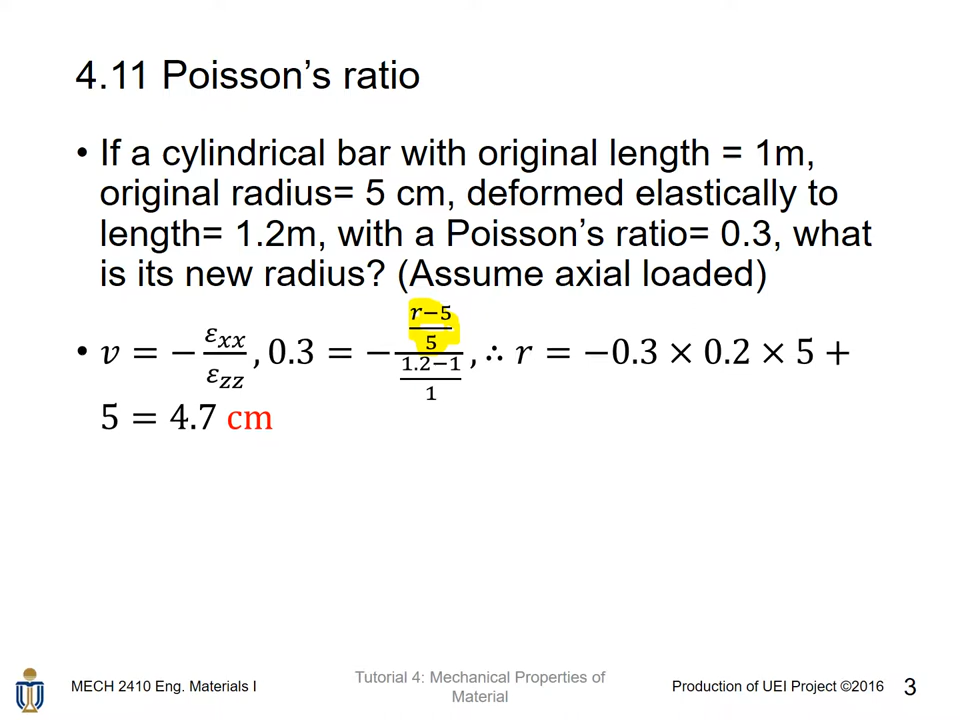 4.11 Poisson’s ratio
• If a cylindrical bar with original length = 1m,
original radius= 5 cm, deformed elastically to
length= 1.2m, with a Poisson’s ratio= 0.3, what
is its new radius? (Assume axial loaded)
• 𝑣 = −𝜀𝑥𝑥/𝜀𝑧𝑧, 0.3 = −((𝑟−5)/5)/((1.2−1)/1), ∴ 𝑟 = −0.3 × 0.2 × 5 +
5 = 4.7 cm
MECH 2410 Eng. Materials I
Tutorial 4: Mechanical Properties of
Material
Production of UEI Project ©2016
3